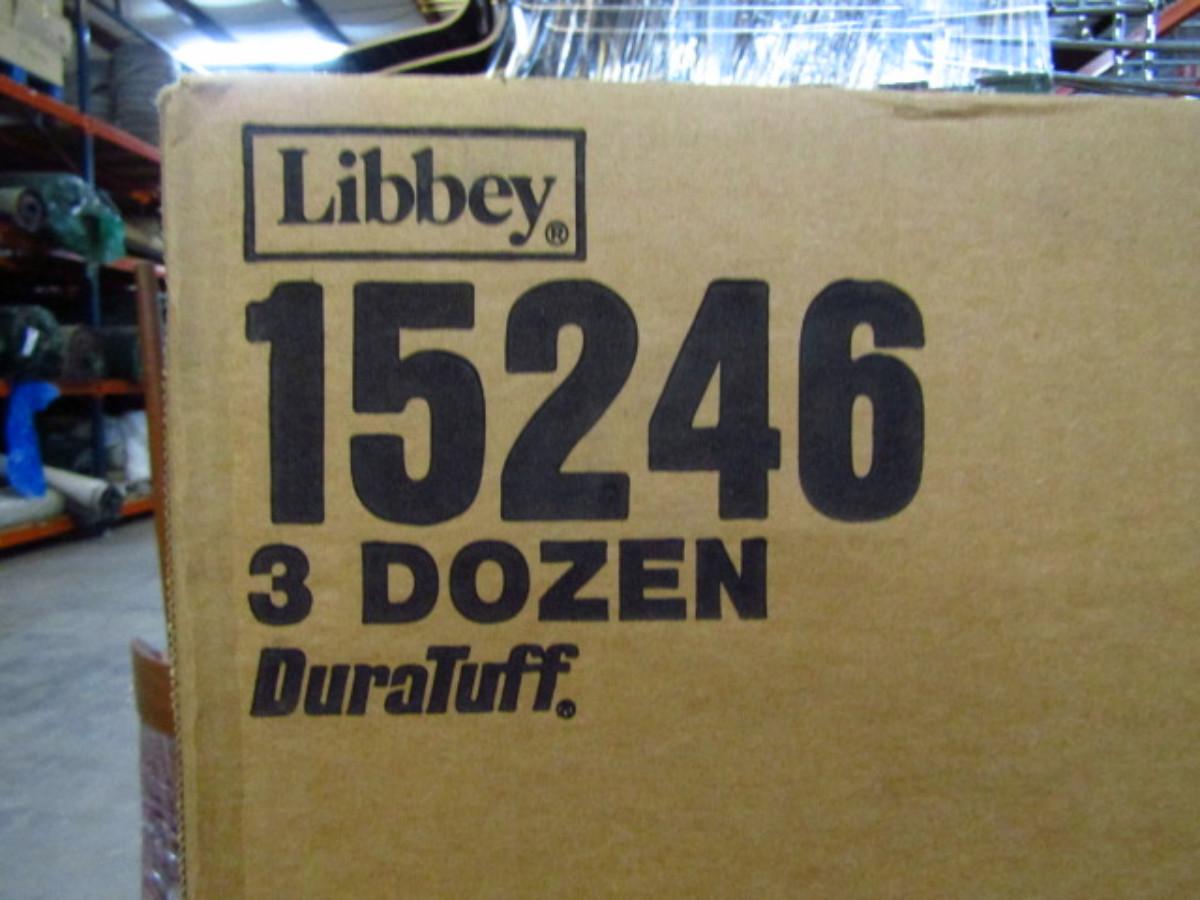 Libbey®
15246
3 DOZEN
DuraTuff®